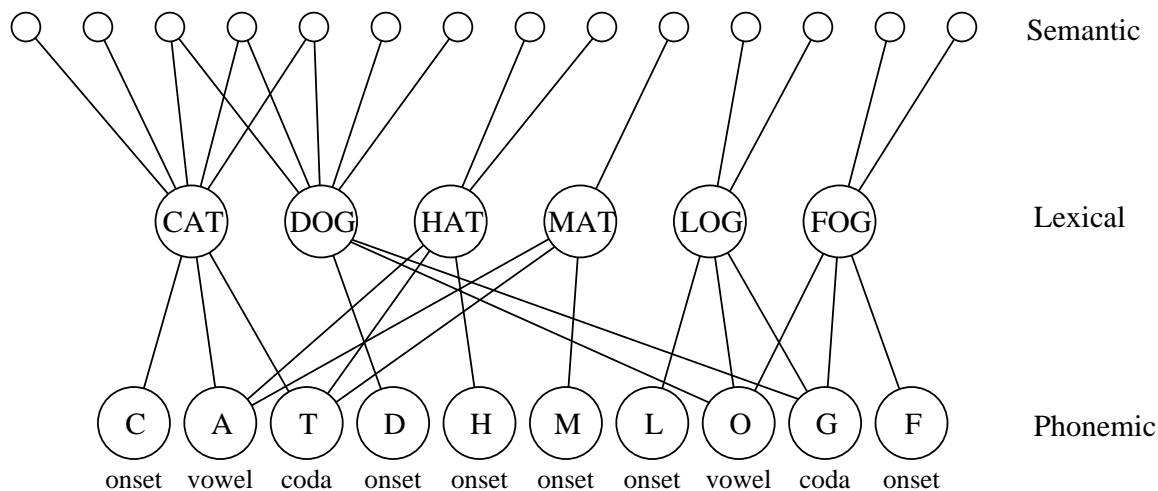 Semantic
CAT DOG HAT MAT LOG FOG Lexical
C A T D H M L O G F Phonemic
onset vowel coda onset onset onset onset vowel coda onset